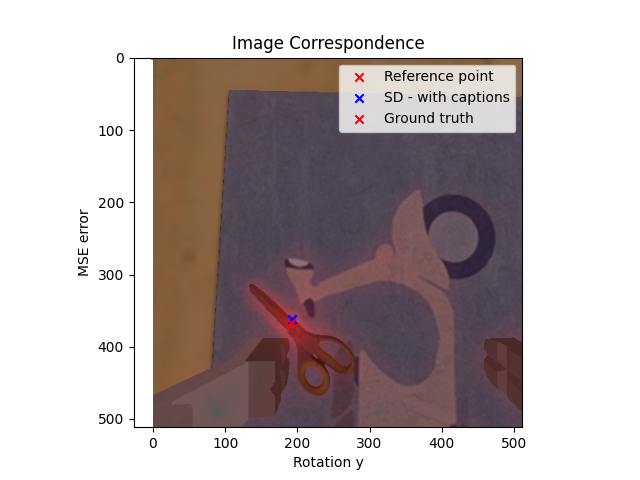 Image Correspondence
Reference point
SD - with captions
Ground truth
0
100
200
300
400
500
MSE error
0
100
200
300
400
500
Rotation y